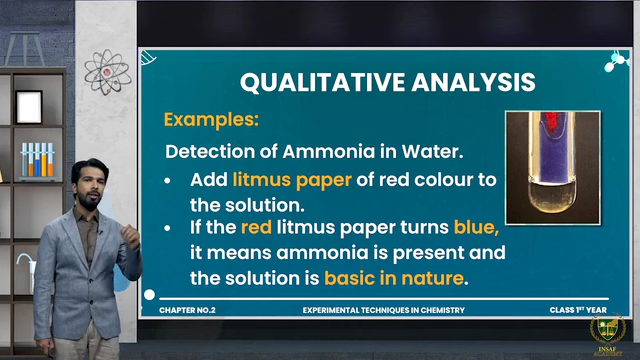 QUALITATIVE ANALYSIS
Examples:
Detection of Ammonia in Water.
• Add litmus paper of red colour to
the solution.
• If the red litmus paper turns blue,
it means ammonia is present and
the solution is basic in nature.
CHAPTER NO.2 EXPERIMENTAL TECHNIQUES IN CHEMISTRY CLASS 1ST YEAR
INSAF
ACADEMY